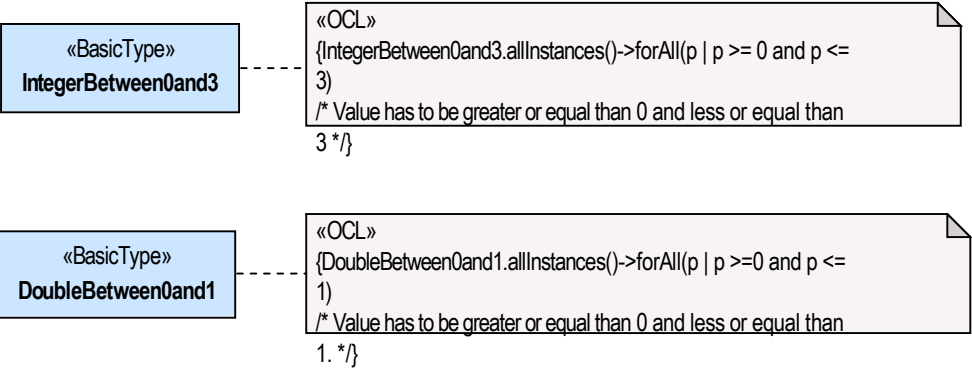 «BasicType»
IntegerBetween0and3
«OCL»
{IntegerBetween0and3.allInstances()->forAll(p | p >= 0 and p <=
3)
/* Value has to be greater or equal than 0 and less or equal than
3 */}
«BasicType»
DoubleBetween0and1
«OCL»
{DoubleBetween0and1.allInstances()->forAll(p | p >=0 and p <=
1)
/* Value has to be greater or equal than 0 and less or equal than
1. */}